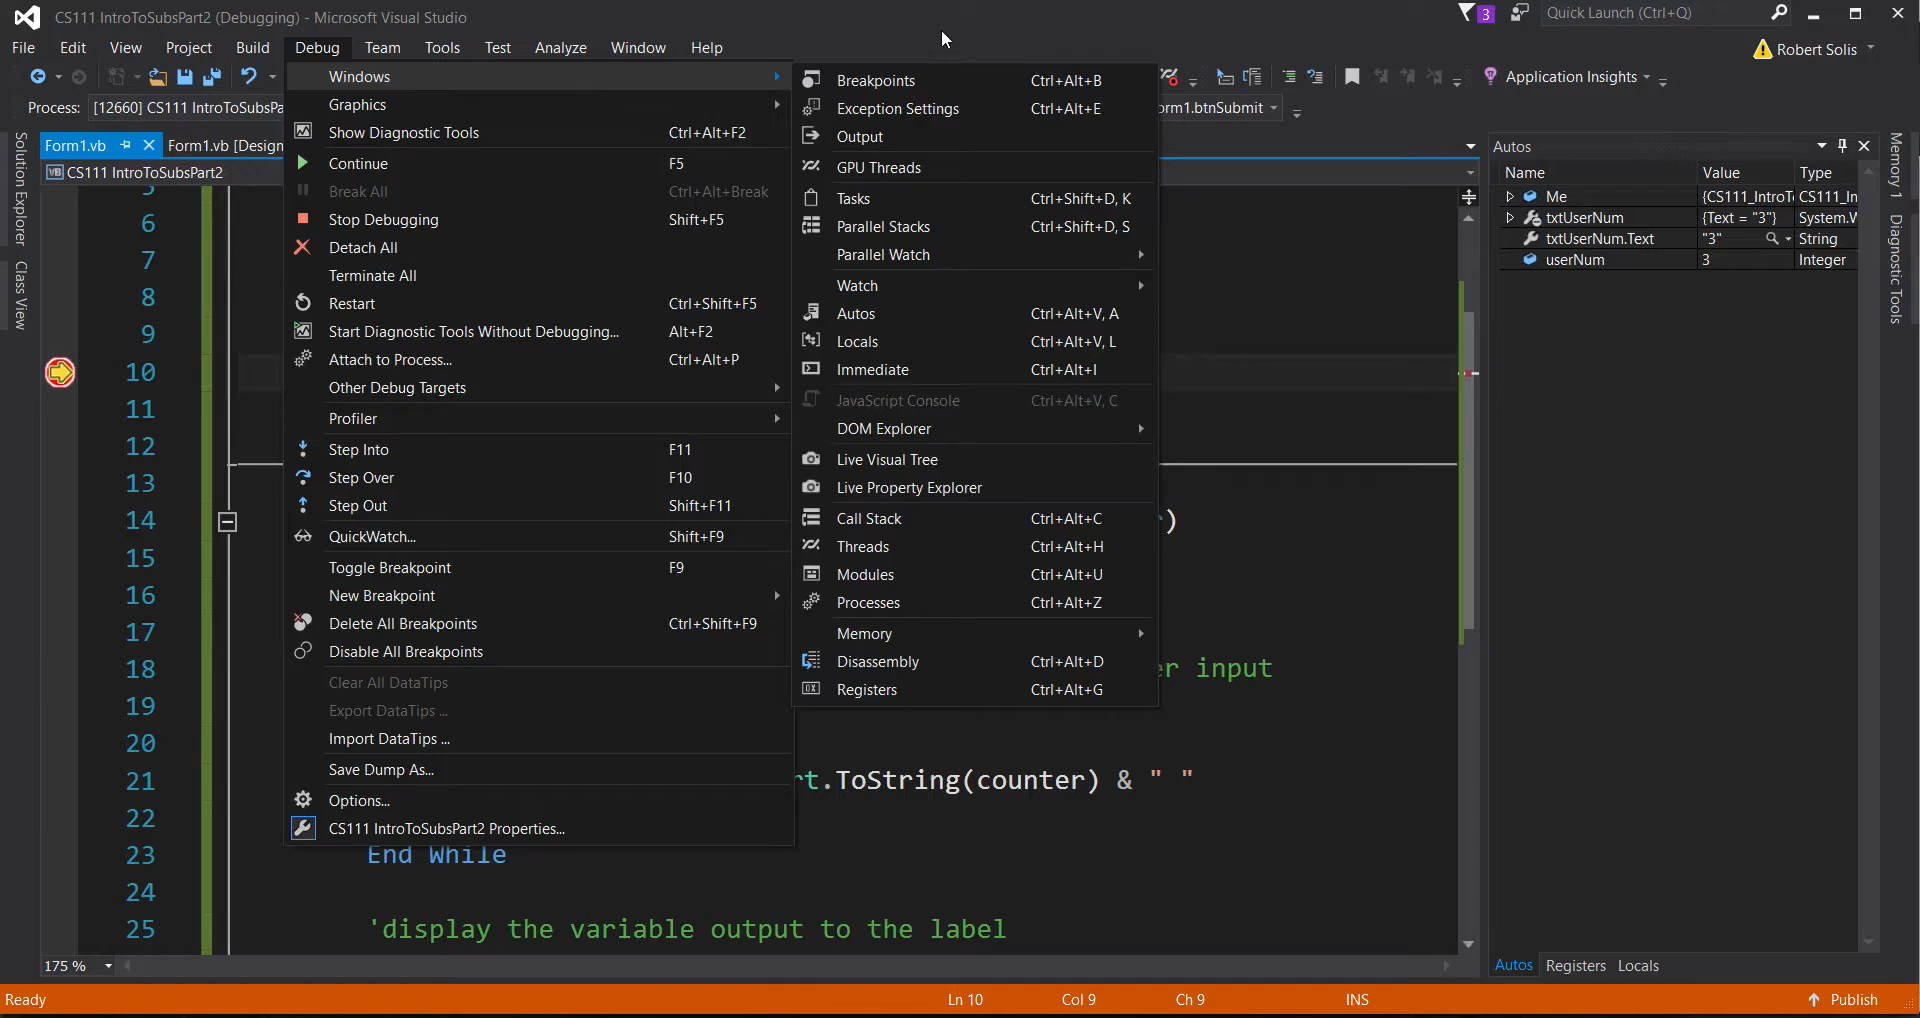 CS111 IntroToSubsPart2 (Debugging) - Microsoft Visual Studio
3
Quick Launch (Ctrl+Q)
File Edit View Project Build Debug Team Tools Test Analyze Window Help
Robert Solis
Application Insights
Process: [12660] CS111 IntroToSubsPa
orm1.btnSubmit
Form1.vb
Form1.vb [Design
CS111 IntroToSubsPart2
Solution Explorer
Class View
Windows
Graphics
Show Diagnostic Tools Ctrl+Alt+F2
Continue F5
Break All Ctrl+Alt+Break
Stop Debugging Shift+F5
Detach All
Terminate All
Restart Ctrl+Shift+F5
Start Diagnostic Tools Without Debugging... Alt+F2
Attach to Process... Ctrl+Alt+P
Other Debug Targets
Profiler
Step Into F11
Step Over F10
Step Out Shift+F11
QuickWatch... Shift+F9
Toggle Breakpoint F9
New Breakpoint
Delete All Breakpoints Ctrl+Shift+F9
Disable All Breakpoints
Clear All DataTips
Export DataTips ...
Import DataTips ...
Save Dump As...
Options...
CS111 IntroToSubsPart2 Properties...
Breakpoints Ctrl+Alt+B
Exception Settings Ctrl+Alt+E
Output
GPU Threads
Tasks Ctrl+Shift+D, K
Parallel Stacks Ctrl+Shift+D, S
Parallel Watch
Watch
Autos Ctrl+Alt+V, A
Locals Ctrl+Alt+V, L
Immediate Ctrl+Alt+I
JavaScript Console Ctrl+Alt+V, C
DOM Explorer
Live Visual Tree
Live Property Explorer
Call Stack Ctrl+Alt+C
Threads Ctrl+Alt+H
Modules Ctrl+Alt+U
Processes Ctrl+Alt+Z
Memory
Disassembly Ctrl+Alt+D
Registers Ctrl+Alt+G
6
7
8
9
10
11
12
13
14 )
15
16
17
18 er input
19
20
21 rt.ToString(counter) & " "
22
23 End While
24
25 'display the variable output to the label
175 %
Autos
Name Value Type
Me {CS111_IntroT CS111_In
txtUserNum {Text = "3"} System.W
txtUserNum.Text "3" String
userNum 3 Integer
Autos Registers Locals
Memory 1
Diagnostic Tools
Ready Ln 10 Col 9 Ch 9 INS Publish